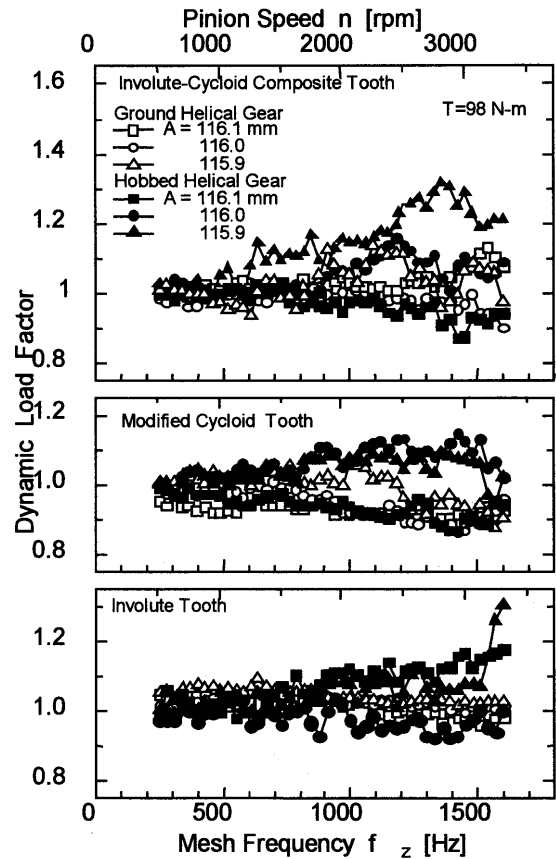 Pinion Speed n [rpm]
0 1000 2000 3000
1.6
Involute-Cycloid Composite Tooth
Ground Helical Gear
T=98 N-m
A = 116.1 mm
116.0
1.4
115.9
Hobbed Helical Gear
A = 116.1 mm
116.0
1.2
115.9
1
0.8
Dynamic Load Factor
1.2
Modified Cycloid Tooth
1.0
0.8
Involute Tooth
1.2
1.0
0.8
0 500 1000 1500
Mesh Frequency f z [Hz]